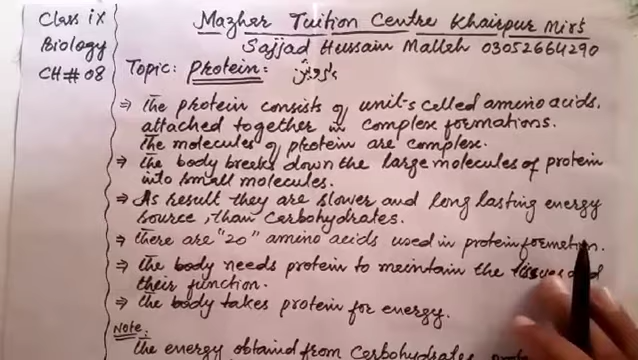 Class iX
Biology
CH# 08
Mazher Tuition Centre Khairpur Mir's
Sajjad Hussain Malleh 03052664290
Topic: Protein:
⇒ The protein consists of unit's called amino acids.
attached together in complex formations.
The molecules of protein are complex.
⇒ The body breaks down the large molecules of protein
into small molecules.
⇒ As result they are slower and long lasting energy
source, than carbohydrates.
⇒ There are "20" amino acids used in protein formation.
⇒ The body needs protein to maintain the tissues and
their function.
⇒ The body takes protein for energy.
Note:
The energy obtained from Carbohydrates